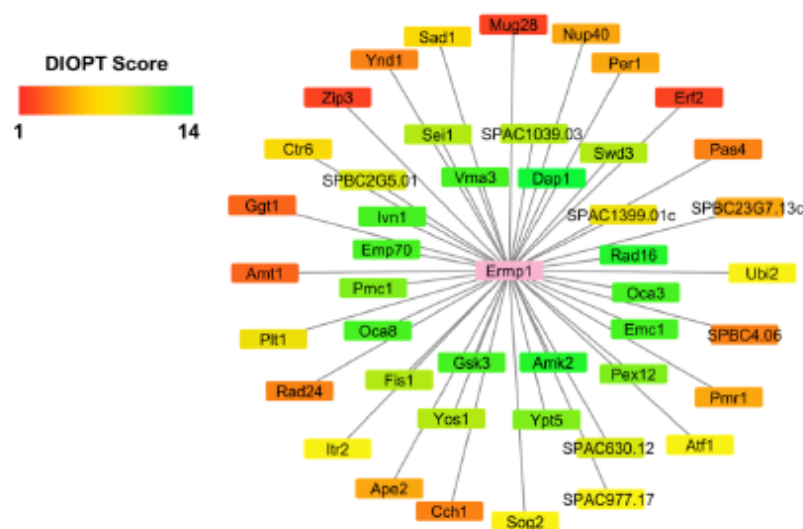 DIOPT Score
1
14
Mug28
Sad1
Nup40
Ynd1
Per1
Zip3
Erf2
Sei1
SPAC1039.03
Ctr6
Swd3
Pas4
SPBC2G5.01
Vma3
Dap1
Ggt1
Ivn1
SPAC1399.01c
SPBC23G7.13c
Emp70
Rad16
Amt1
Ermp1
Ubi2
Pmc1
Oca3
Plt1
Oca8
Emc1
SPBC4.06
Gsk3
Amk2
Rad24
Fis1
Pex12
Pmr1
Yos1
Ypt5
Itr2
SPAC630.12
Atf1
Ape2
SPAC977.17
Cch1
Sog2